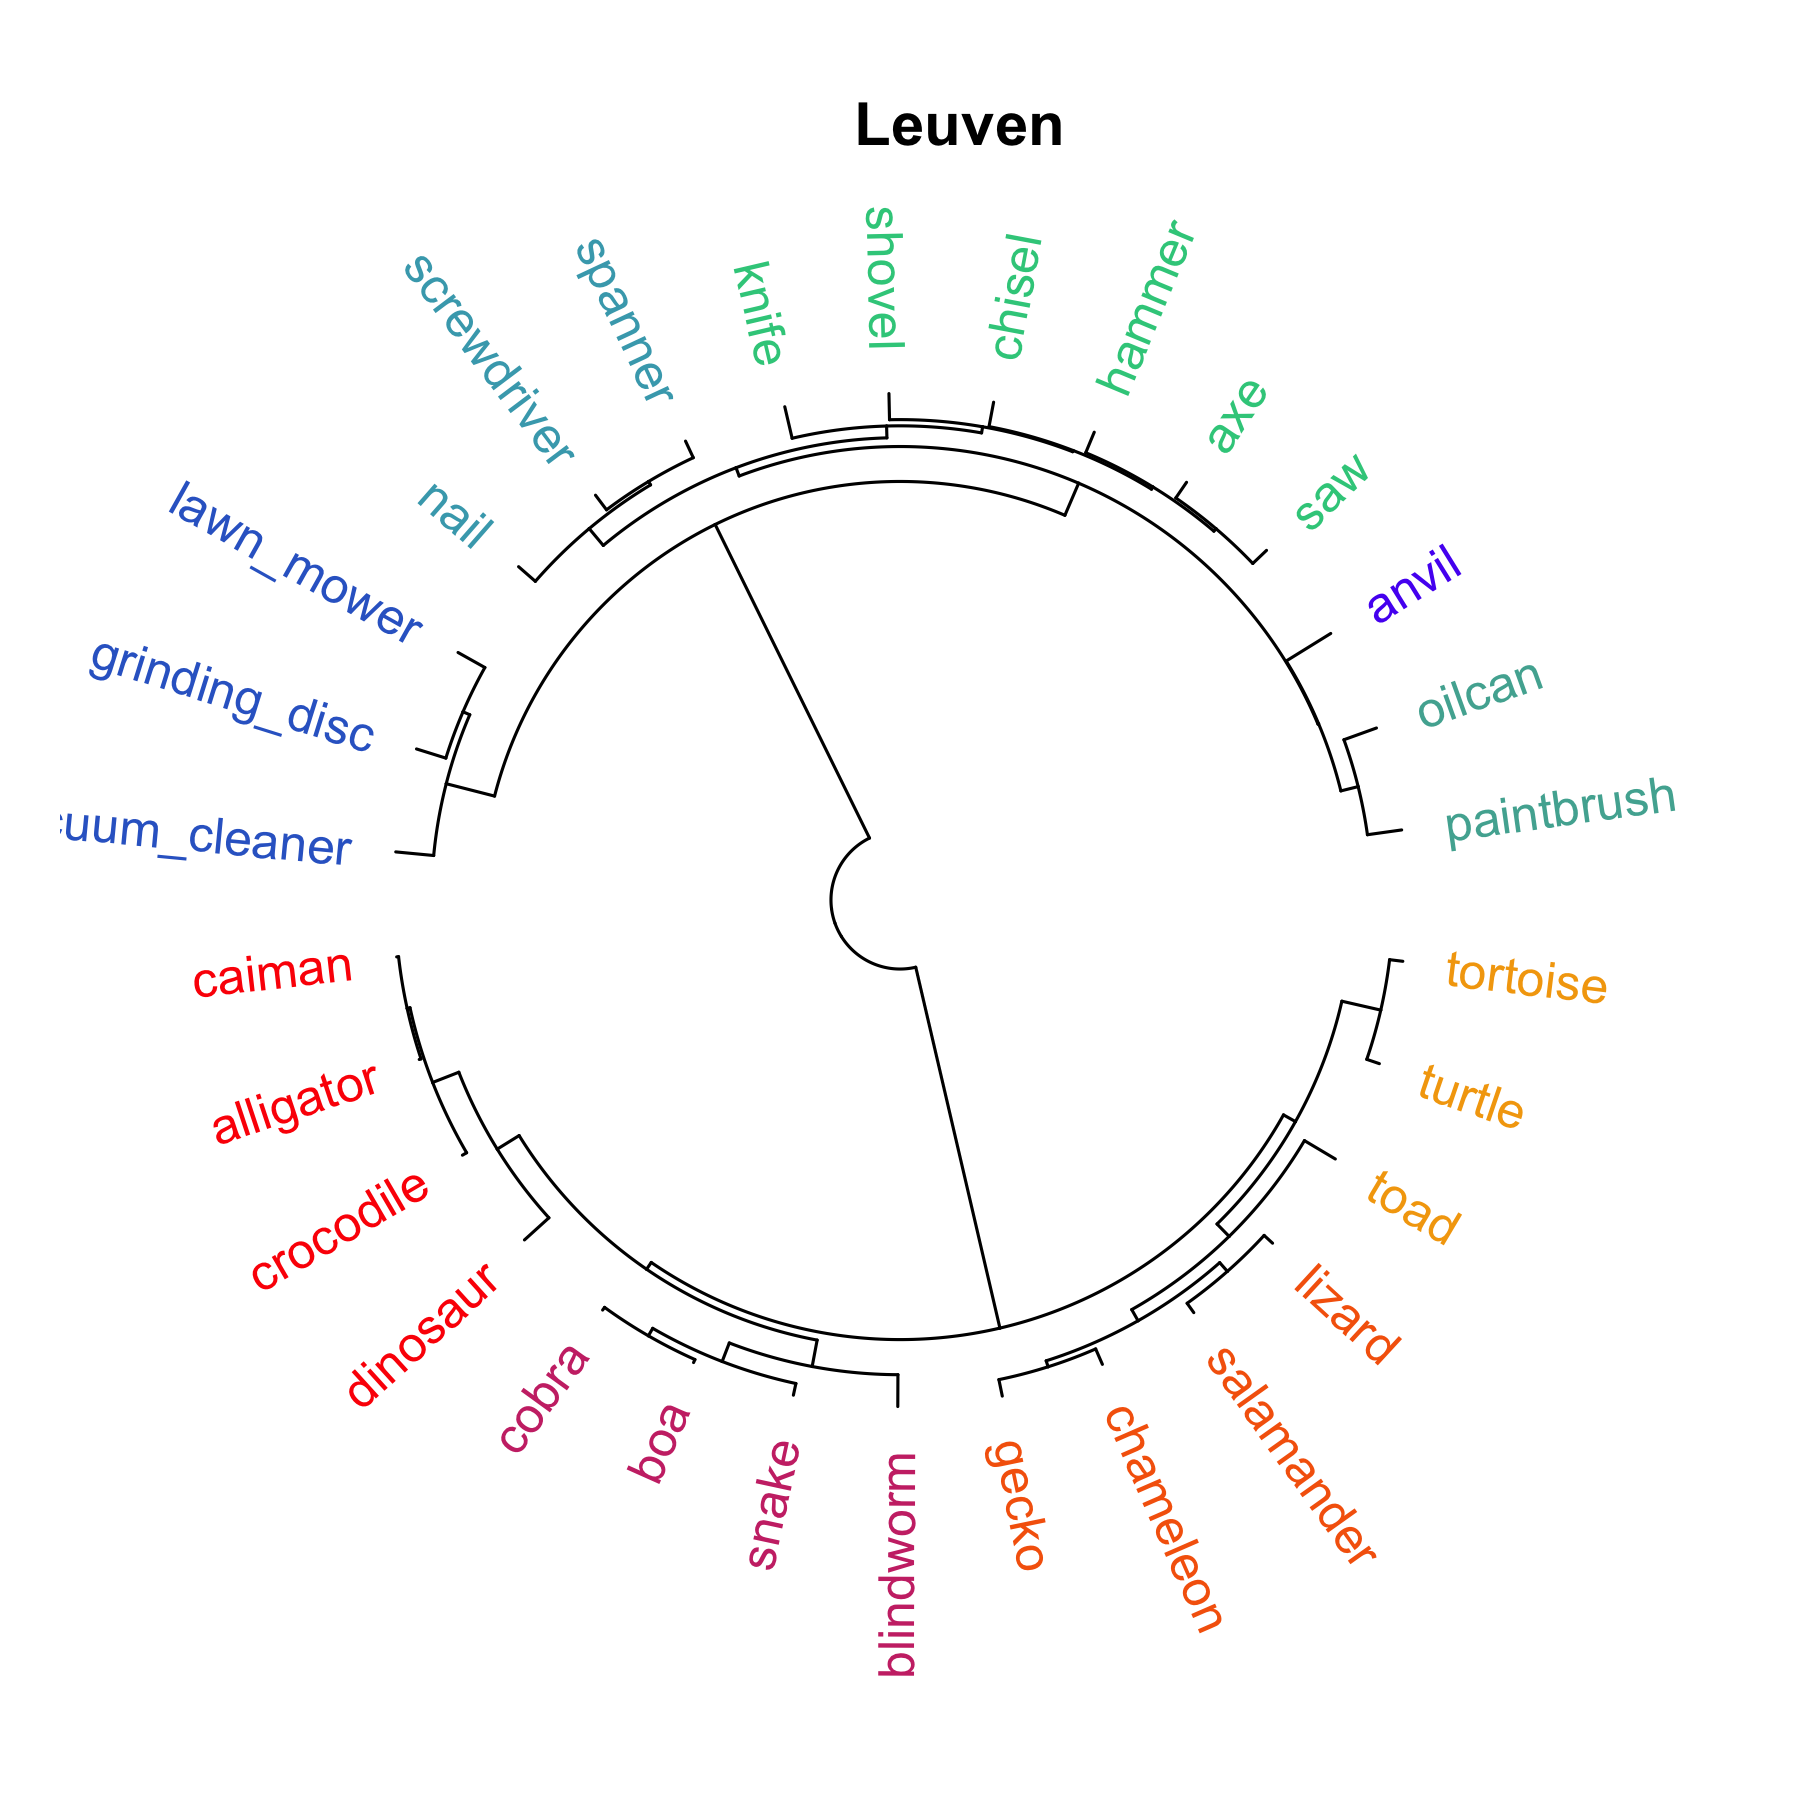 Leuven
shovel
chisel
hammer
axe
saw
anvil
oilcan
paintbrush
tortoise
turtle
toad
lizard
salamander
chameleon
gecko
blindworm
snake
boa
cobra
dinosaur
crocodile
alligator
caiman
uum_cleaner
grinding_disc
lawn_mower
nail
screwdriver
spanner
knife